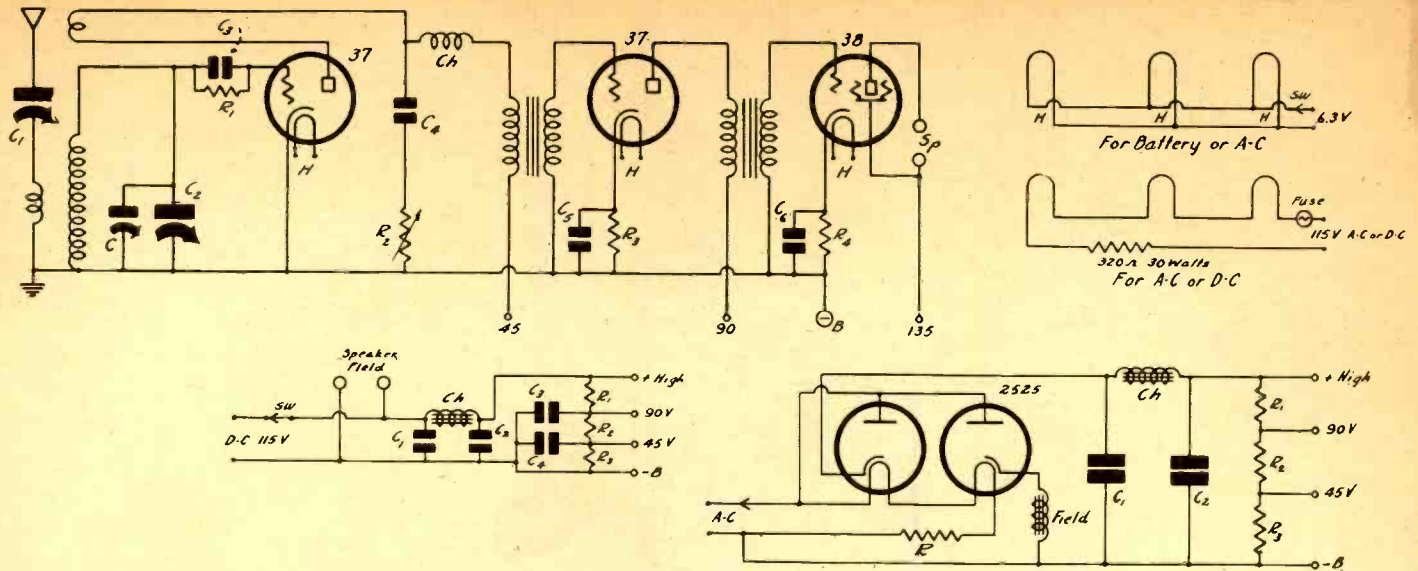 C3
37
R1
C1
C
C2
H
C4
R2
Ch
37
H
C5
R3
38
H
C6
R4
Sp
45
90
⊖B
135
H H H SW
6.3V
For Battery or A-C
Fuse
115V A-C or D-C
320Ω 30 Watts
For A-C or D-C
Speaker
Field
SW
D-C 115V
Ch
C1
C2
C3
C4
R1
R2
R3
+ High
90V
45V
-B
2525
A-C
R
Field
Ch
C1
C2
R1
R2
R3
+ High
90V
45V
-B